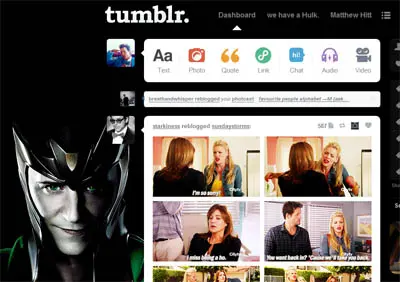 tumblr.
Dashboard we have a Hulk. Matthew Hitt
Aa
hi!
Text Photo Quote Link Chat Audio Video
breathandwhisper reblogged your photoset: favourite people alphabet —M (zak…
starkiness reblogged sundaystorms:
587
I'm so sorry!
I miss being a ho.
You want back in? 'Cause we'll take you back.